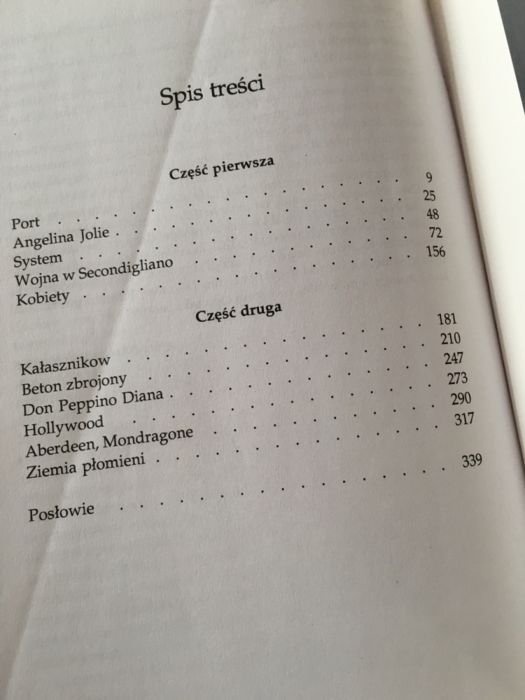 Spis treści
Część pierwsza
Port . . . . . . . . . . . . . . . . 9
Angelina Jolie . . . . . . . . . . . . . 25
System . . . . . . . . . . . . . . . 48
Wojna w Secondigliano . . . . . . . . . 72
Kobiety . . . . . . . . . . . . . . . 156
Część druga
Kałasznikow . . . . . . . . . . . . . 181
Beton zbrojony . . . . . . . . . . . . 210
Don Peppino Diana . . . . . . . . . . . 247
Hollywood . . . . . . . . . . . . . . 273
Aberdeen, Mondragone . . . . . . . . . 290
Ziemia płomieni . . . . . . . . . . . . 317
Posłowie . . . . . . . . . . . . . . 339